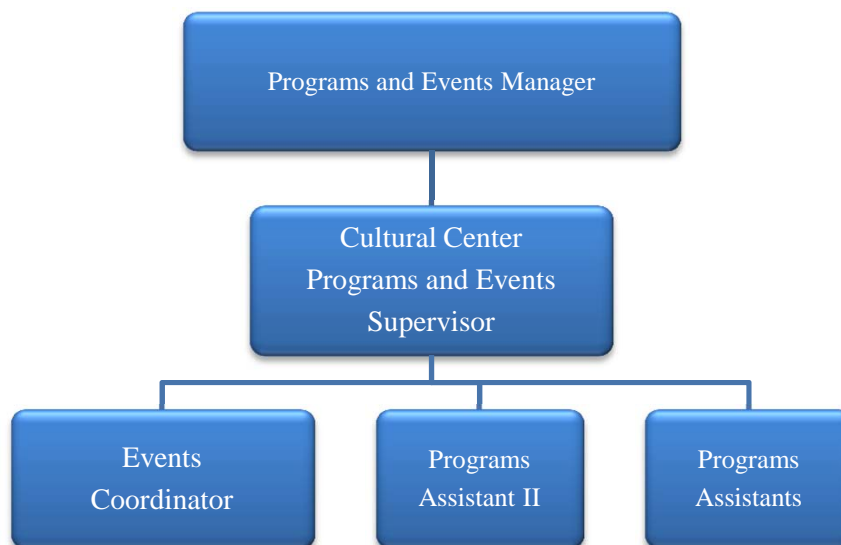 Programs and Events Manager
Cultural Center
Programs and Events
Supervisor
Events
Coordinator
Programs
Assistant II
Programs
Assistants